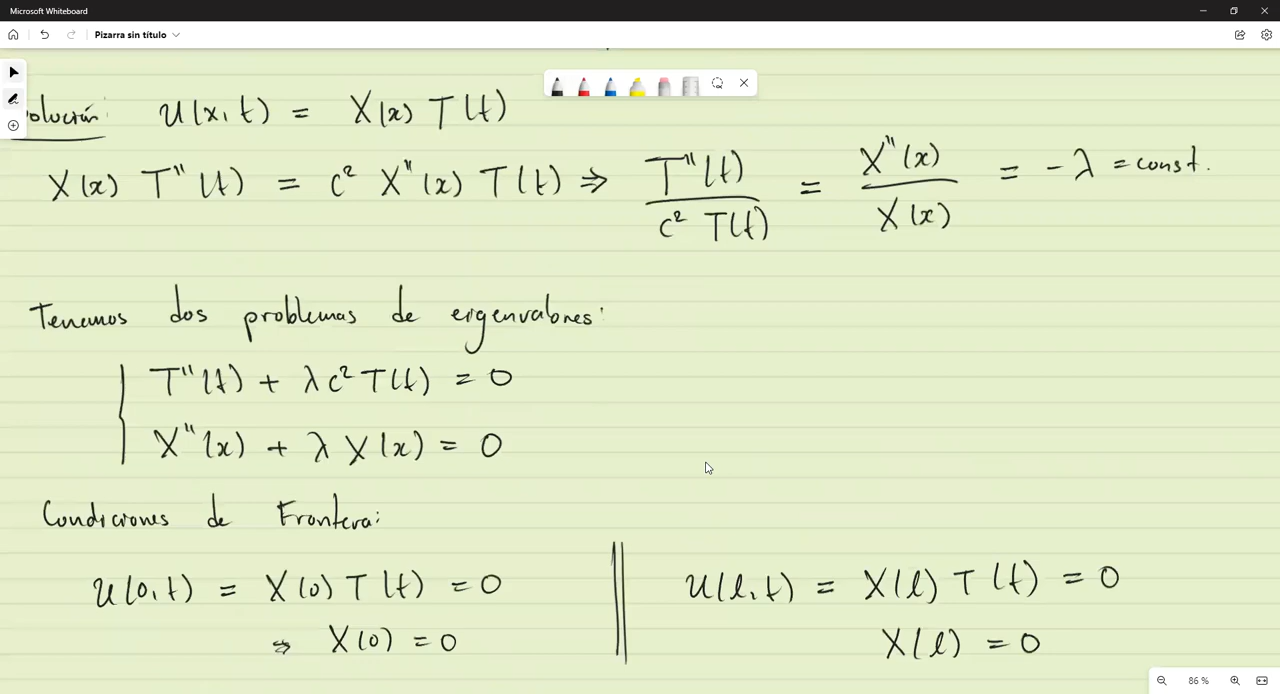 Microsoft Whiteboard
Pizarra sin título
olución: u(x,t) = X(x) T(t)
X(x) T''(t) = c² X''(x) T(t) ⇒ T''(t) / c² T(t) = X''(x) / X(x) = -λ = const.
Tenemos dos problemas de eigenvalores:
T''(t) + λc² T(t) = 0
X''(x) + λ X(x) = 0
Condiciones de Frontera:
u(0,t) = X(0) T(t) = 0
⇒ X(0) = 0
u(l,t) = X(l) T(t) = 0
X(l) = 0
86 %